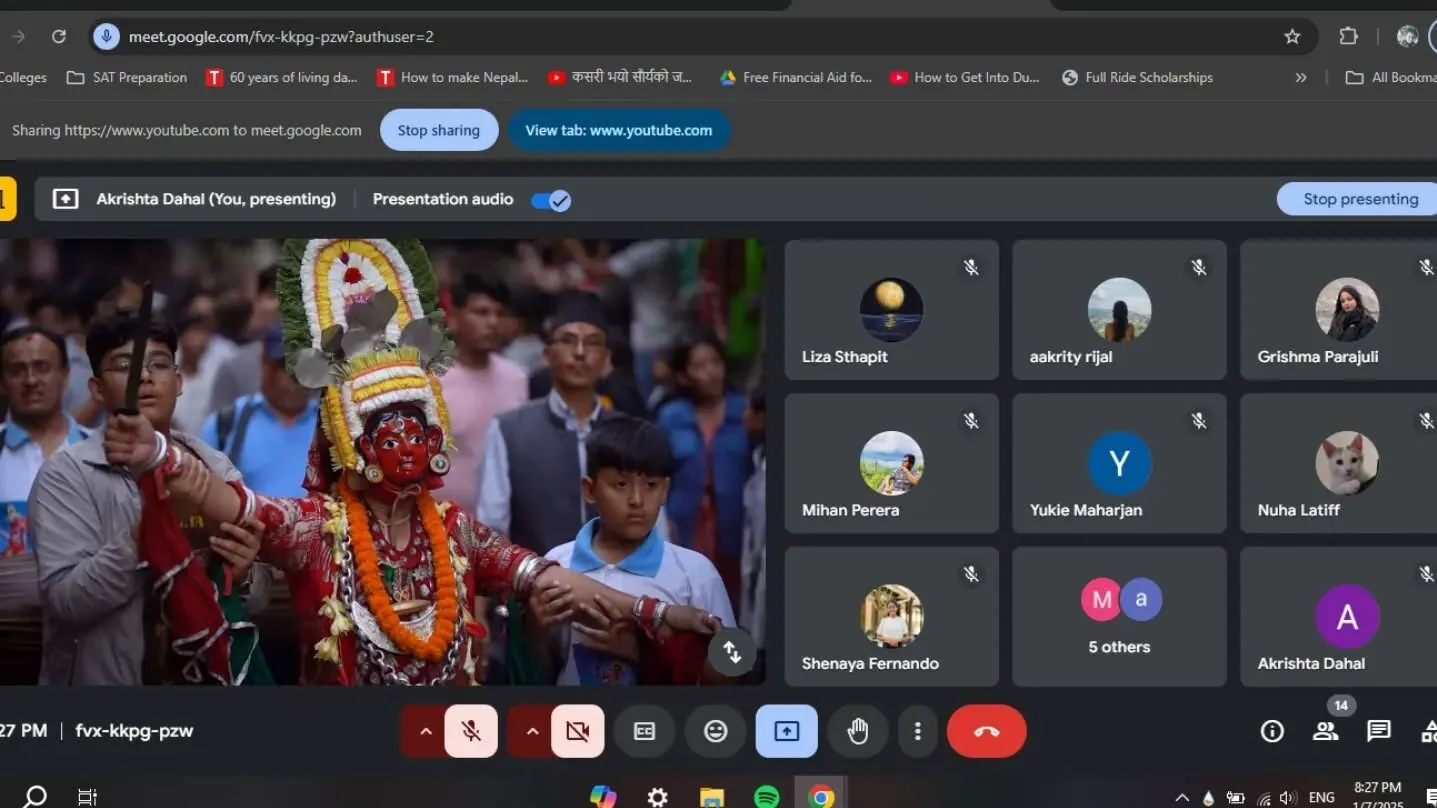 meet.google.com/fvx-kkpg-pzw?authuser=2
Colleges SAT Preparation 60 years of living da... How to make Nepal... कसरी भयो सौर्यको ज... Free Financial Aid fo... How to Get Into Du... Full Ride Scholarships » All Bookma
Sharing https://www.youtube.com to meet.google.com Stop sharing View tab: www.youtube.com
Akrishta Dahal (You, presenting) Presentation audio Stop presenting
Liza Sthapit aakrity rijal Grishma Parajuli
Y
Mihan Perera Yukie Maharjan Nuha Latiff
M a A
5 others
Shenaya Fernando Akrishta Dahal
14
27 PM | fvx-kkpg-pzw CC
8:27 PM
ENG
1/7/2025